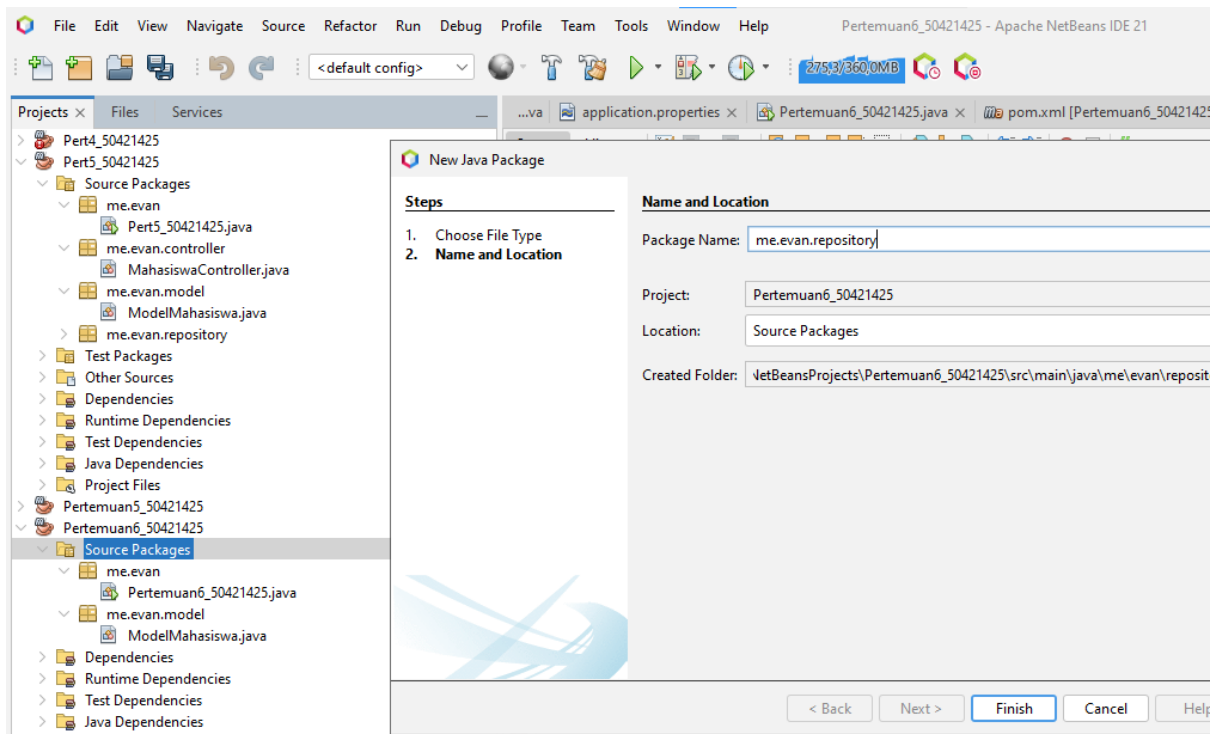 File Edit View Navigate Source Refactor Run Debug Profile Team Tools Window Help Pertemuan6_50421425 - Apache NetBeans IDE 21
<default config> 275,3/360,0MB
Projects Files Services
...va application.properties Pertemuan6_50421425.java pom.xml [Pertemuan6_50421425
Pert4_50421425
Pert5_50421425
Source Packages
me.evan
Pert5_50421425.java
me.evan.controller
MahasiswaController.java
me.evan.model
ModelMahasiswa.java
me.evan.repository
Test Packages
Other Sources
Dependencies
Runtime Dependencies
Test Dependencies
Java Dependencies
Project Files
Pertemuan5_50421425
Pertemuan6_50421425
Source Packages
me.evan
Pertemuan6_50421425.java
me.evan.model
ModelMahasiswa.java
Dependencies
Runtime Dependencies
Test Dependencies
Java Dependencies
New Java Package
Steps
1. Choose File Type
2. Name and Location
Name and Location
Package Name: me.evan.repository
Project: Pertemuan6_50421425
Location: Source Packages
Created Folder: NetBeansProjects\Pertemuan6_50421425\src\main\java\me\evan\reposit
< Back Next > Finish Cancel Help